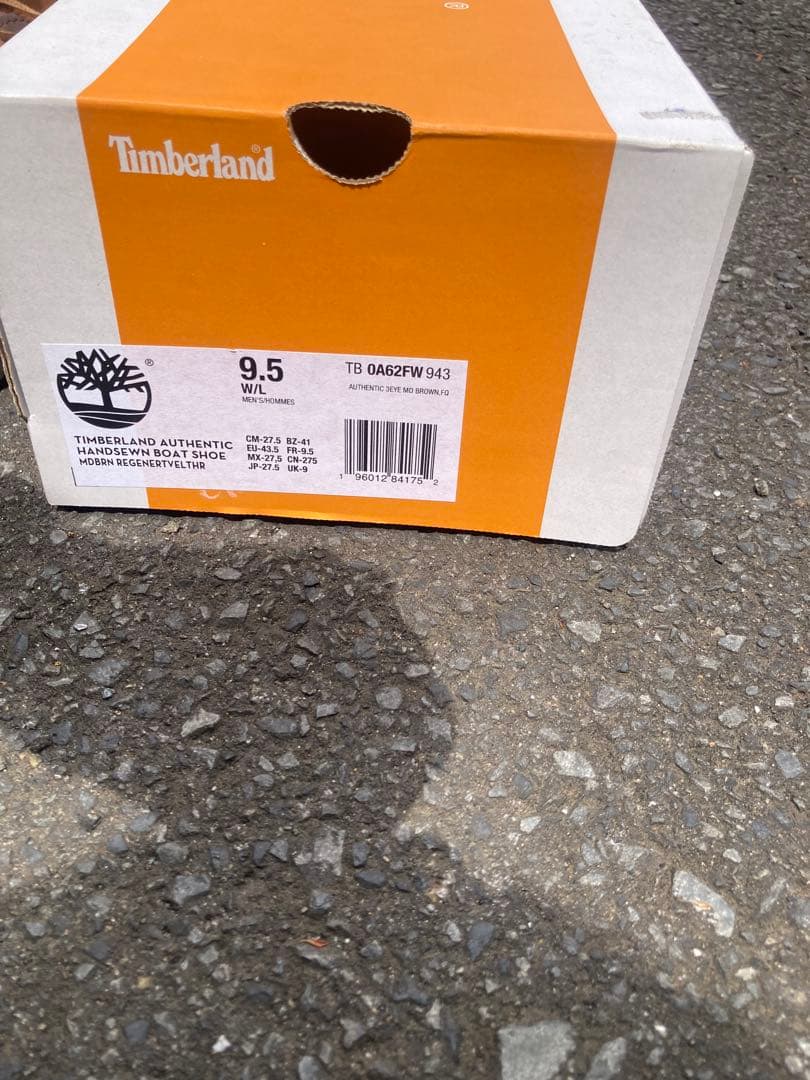 ®
Timberland®
®
9.5
W/L
MEN'S/HOMMES
TB 0A62FW 943
AUTHENTIC 3EYE MD BROWN,FQ
TIMBERLAND AUTHENTIC
HANDSEWN BOAT SHOE
MDBRN REGENERTVELTHR
CM-27.5 BZ-41
EU-43.5 FR-9.5
MX-27,5 CN-275
JP-27.5 UK-9
1 96012 84175 2